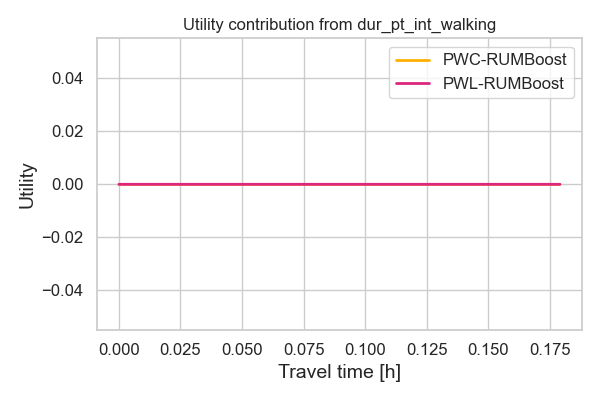 Utility contribution from dur_pt_int_walking
PWC-RUMBoost
PWL-RUMBoost
Utility
0.04
0.02
0.00
−0.02
−0.04
0.000 0.025 0.050 0.075 0.100 0.125 0.150 0.175
Travel time [h]